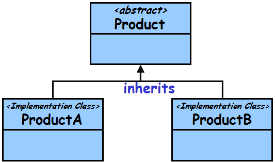 <abstract>
Product
inherits
<Implementation Class>
ProductA
<Implementation Class>
ProductB